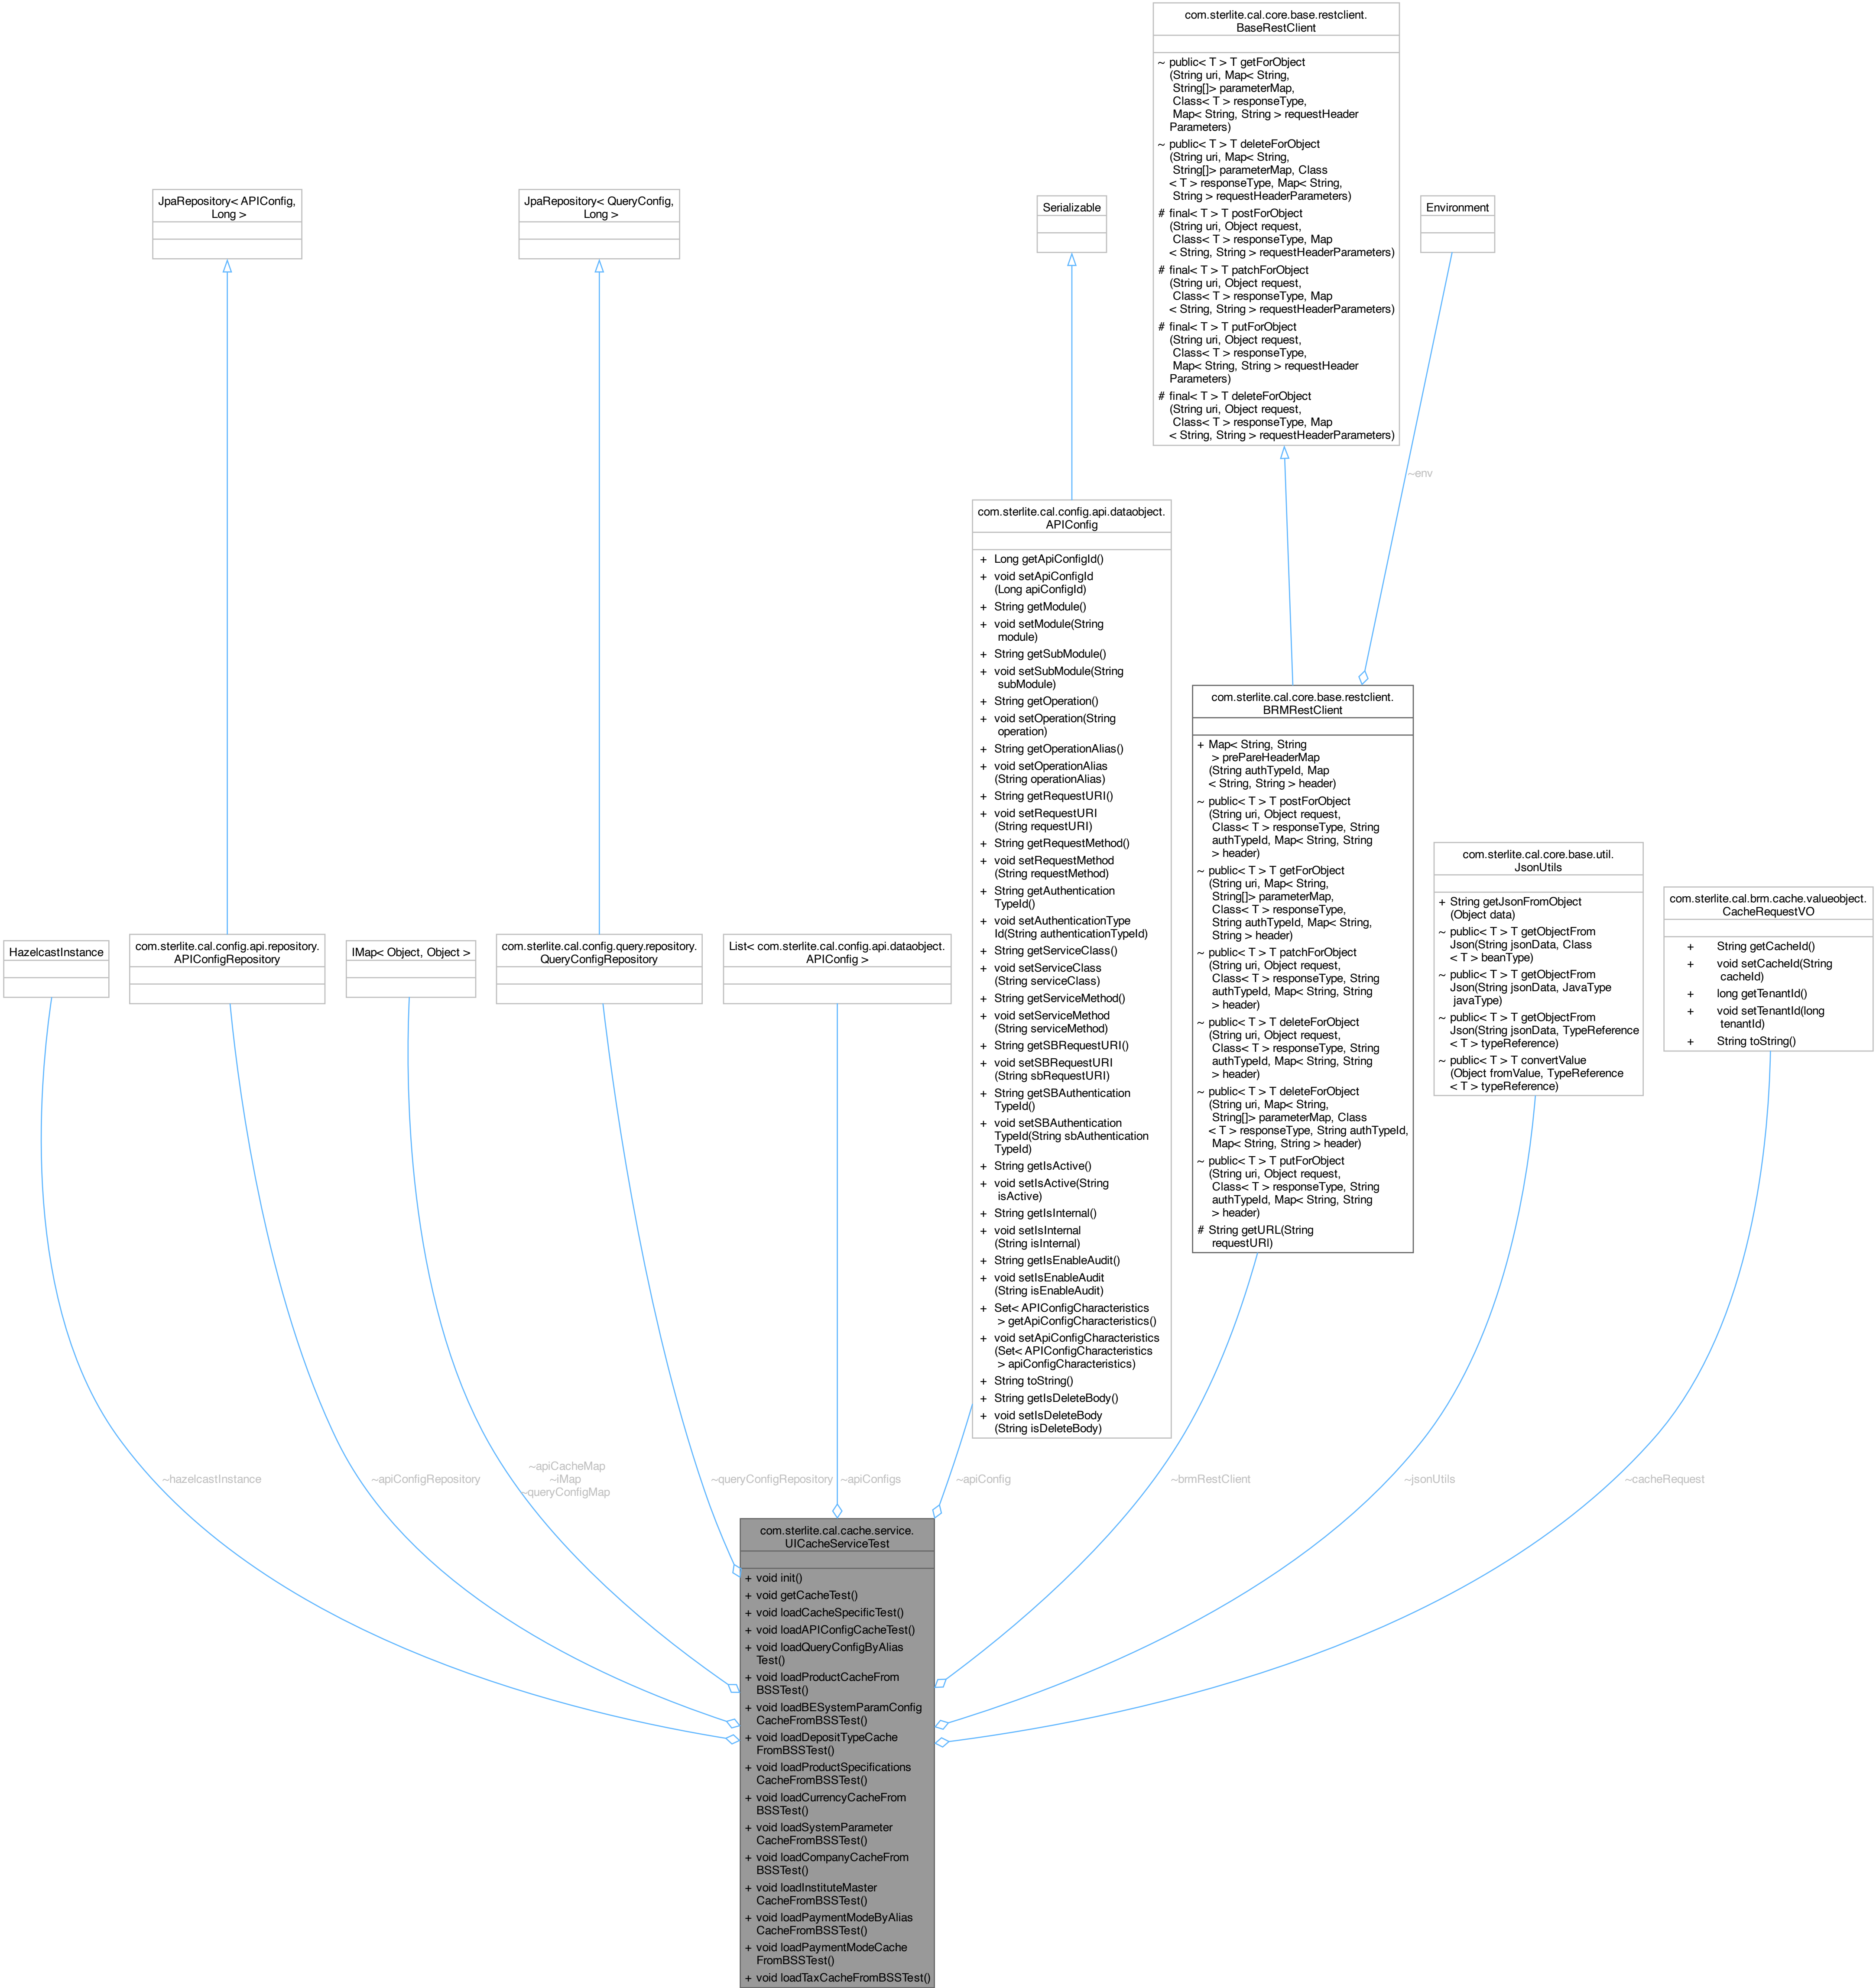 com.sterlite.cal.core.base.restclient.
BaseRestClient
~ public< T > T getForObject
(String uri, Map< String,
String[]> parameterMap,
Class< T > responseType,
Map< String, String > requestHeader
Parameters)
~ public< T > T deleteForObject
(String uri, Map< String,
String[]> parameterMap, Class
< T > responseType, Map< String,
String > requestHeaderParameters)
# final< T > T postForObject
(String uri, Object request,
Class< T > responseType, Map
< String, String > requestHeaderParameters)
# final< T > T patchForObject
(String uri, Object request,
Class< T > responseType, Map
< String, String > requestHeaderParameters)
# final< T > T putForObject
(String uri, Object request,
Class< T > responseType,
Map< String, String > requestHeader
Parameters)
# final< T > T deleteForObject
(String uri, Object request,
Class< T > responseType, Map
< String, String > requestHeaderParameters)
JpaRepository< APIConfig,
Long >
JpaRepository< QueryConfig,
Long >
Serializable
Environment
~env
com.sterlite.cal.config.api.dataobject.
APIConfig
+ Long getApiConfigId()
+ void setApiConfigId
(Long apiConfigId)
+ String getModule()
+ void setModule(String
module)
+ String getSubModule()
+ void setSubModule(String
subModule)
+ String getOperation()
+ void setOperation(String
operation)
+ String getOperationAlias()
+ void setOperationAlias
(String operationAlias)
+ String getRequestURI()
+ void setRequestURI
(String requestURI)
+ String getRequestMethod()
+ void setRequestMethod
(String requestMethod)
+ String getAuthentication
TypeId()
+ void setAuthenticationType
Id(String authenticationTypeId)
+ String getServiceClass()
+ void setServiceClass
(String serviceClass)
+ String getServiceMethod()
+ void setServiceMethod
(String serviceMethod)
+ String getSBRequestURI()
+ void setSBRequestURI
(String sbRequestURI)
+ String getSBAuthentication
TypeId()
+ void setSBAuthentication
TypeId(String sbAuthentication
TypeId)
+ String getIsActive()
+ void setIsActive(String
isActive)
+ String getIsInternal()
+ void setIsInternal
(String isInternal)
+ String getIsEnableAudit()
+ void setIsEnableAudit
(String isEnableAudit)
+ Set< APIConfigCharacteristics
> getApiConfigCharacteristics()
+ void setApiConfigCharacteristics
(Set< APIConfigCharacteristics
> apiConfigCharacteristics)
+ String toString()
+ String getIsDeleteBody()
+ void setIsDeleteBody
(String isDeleteBody)
com.sterlite.cal.core.base.restclient.
BRMRestClient
+ Map< String, String
> prePareHeaderMap
(String authTypeId, Map
< String, String > header)
~ public< T > T postForObject
(String uri, Object request,
Class< T > responseType, String
authTypeId, Map< String, String
> header)
~ public< T > T getForObject
(String uri, Map< String,
String[]> parameterMap,
Class< T > responseType,
String authTypeId, Map< String,
String > header)
~ public< T > T patchForObject
(String uri, Object request,
Class< T > responseType, String
authTypeId, Map< String, String
> header)
~ public< T > T deleteForObject
(String uri, Object request,
Class< T > responseType, String
authTypeId, Map< String, String
> header)
~ public< T > T deleteForObject
(String uri, Map< String,
String[]> parameterMap, Class
< T > responseType, String authTypeId,
Map< String, String > header)
~ public< T > T putForObject
(String uri, Object request,
Class< T > responseType, String
authTypeId, Map< String, String
> header)
# String getURL(String
requestURI)
com.sterlite.cal.core.base.util.
JsonUtils
+ String getJsonFromObject
(Object data)
~ public< T > T getObjectFrom
Json(String jsonData, Class
< T > beanType)
~ public< T > T getObjectFrom
Json(String jsonData, JavaType
javaType)
~ public< T > T getObjectFrom
Json(String jsonData, TypeReference
< T > typeReference)
~ public< T > T convertValue
(Object fromValue, TypeReference
< T > typeReference)
com.sterlite.cal.brm.cache.valueobject.
CacheRequestVO
+ String getCacheId()
+ void setCacheId(String
cacheId)
+ long getTenantId()
+ void setTenantId(long
tenantId)
+ String toString()
HazelcastInstance
com.sterlite.cal.config.api.repository.
APIConfigRepository
IMap< Object, Object >
com.sterlite.cal.config.query.repository.
QueryConfigRepository
List< com.sterlite.cal.config.api.dataobject.
APIConfig >
~hazelcastInstance
~apiConfigRepository
~apiCacheMap
~iMap
~queryConfigMap
~queryConfigRepository
~apiConfigs
~apiConfig
~brmRestClient
~jsonUtils
~cacheRequest
com.sterlite.cal.cache.service.
UICacheServiceTest
+ void init()
+ void getCacheTest()
+ void loadCacheSpecificTest()
+ void loadAPIConfigCacheTest()
+ void loadQueryConfigByAlias
Test()
+ void loadProductCacheFrom
BSSTest()
+ void loadBESystemParamConfig
CacheFromBSSTest()
+ void loadDepositTypeCache
FromBSSTest()
+ void loadProductSpecifications
CacheFromBSSTest()
+ void loadCurrencyCacheFrom
BSSTest()
+ void loadSystemParameter
CacheFromBSSTest()
+ void loadCompanyCacheFrom
BSSTest()
+ void loadInstituteMaster
CacheFromBSSTest()
+ void loadPaymentModeByAlias
CacheFromBSSTest()
+ void loadPaymentModeCache
FromBSSTest()
+ void loadTaxCacheFromBSSTest()